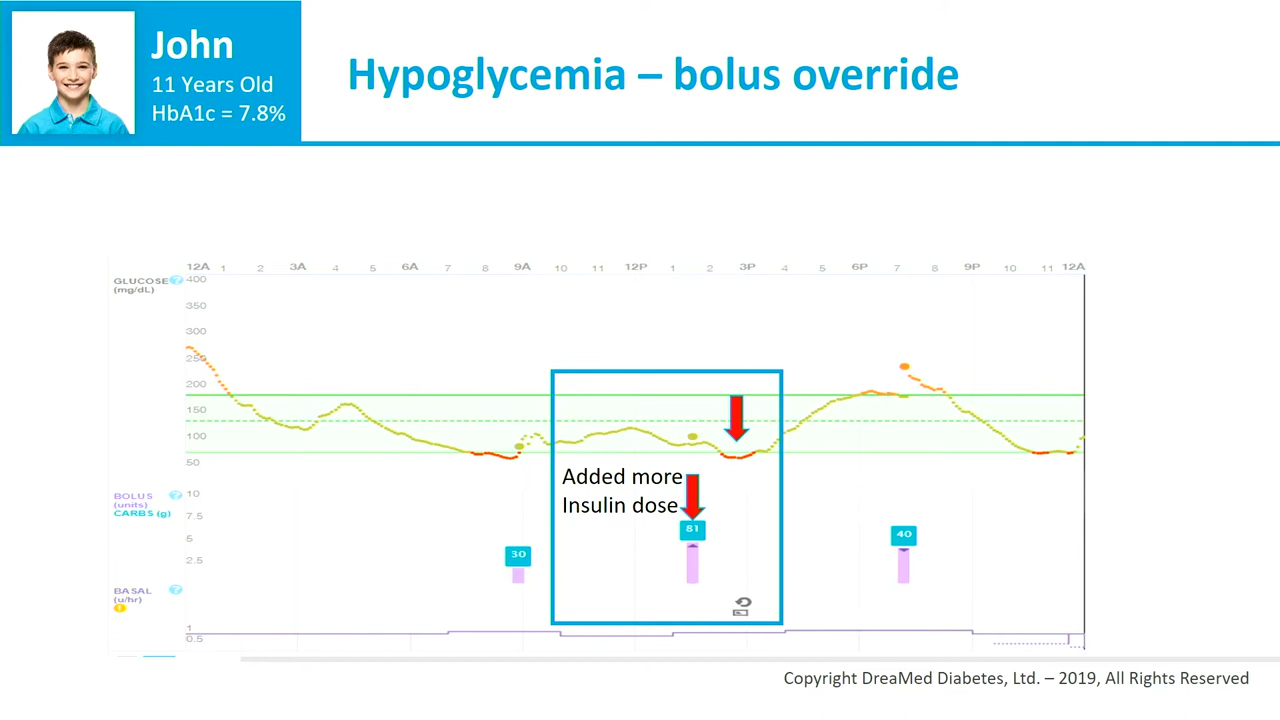 John
11 Years Old
HbA1c = 7.8%
Hypoglycemia – bolus override
12A 1 2 3A 4 5 6A 7 8 9A 10 11 12P 1 2 3P 4 5 6P 7 8 9P 10 11 12A
GLUCOSE ?
(mg/dL)
400
350
300
250
200
150
100
50
Added more
Insulin dose
BOLUS ?
(units)
CARBS (g)
10
7.5
5
2.5
30
81
40
BASAL ?
(u/hr)
!
1
0.5
Copyright DreaMed Diabetes, Ltd. – 2019, All Rights Reserved